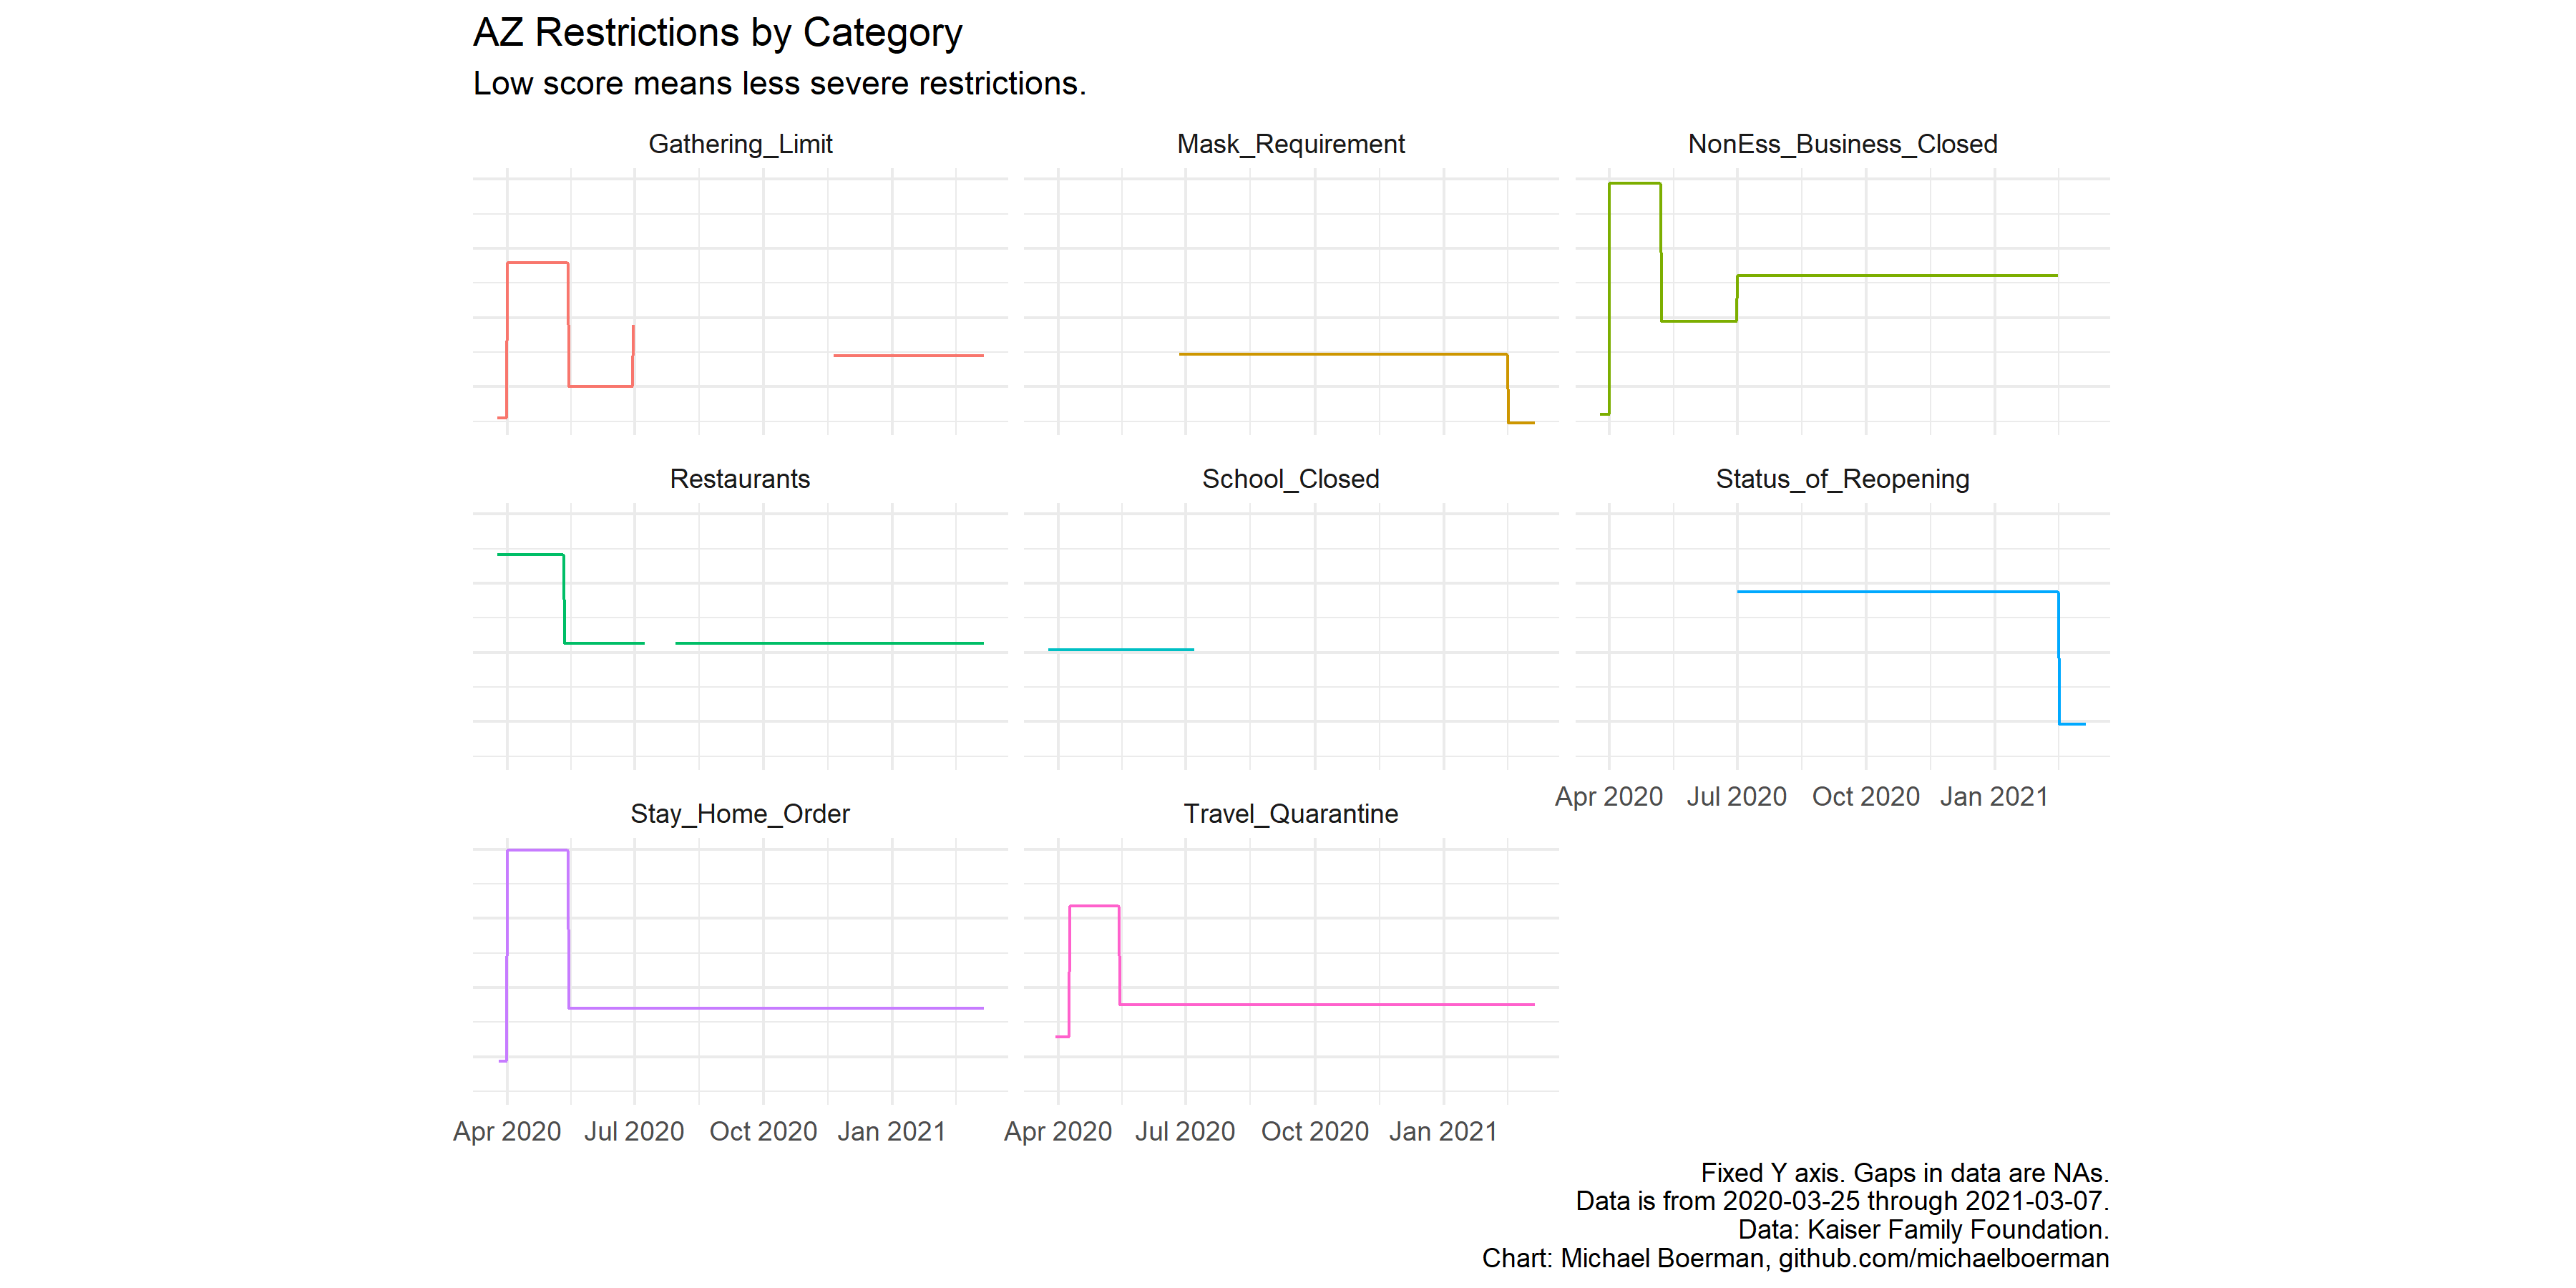 AZ Restrictions by Category
Low score means less severe restrictions.
Gathering_Limit
Mask_Requirement
NonEss_Business_Closed
Restaurants
School_Closed
Status_of_Reopening
Apr 2020 Jul 2020 Oct 2020 Jan 2021
Stay_Home_Order
Travel_Quarantine
Apr 2020 Jul 2020 Oct 2020 Jan 2021
Apr 2020 Jul 2020 Oct 2020 Jan 2021
Fixed Y axis. Gaps in data are NAs.
Data is from 2020-03-25 through 2021-03-07.
Data: Kaiser Family Foundation.
Chart: Michael Boerman, github.com/michaelboerman